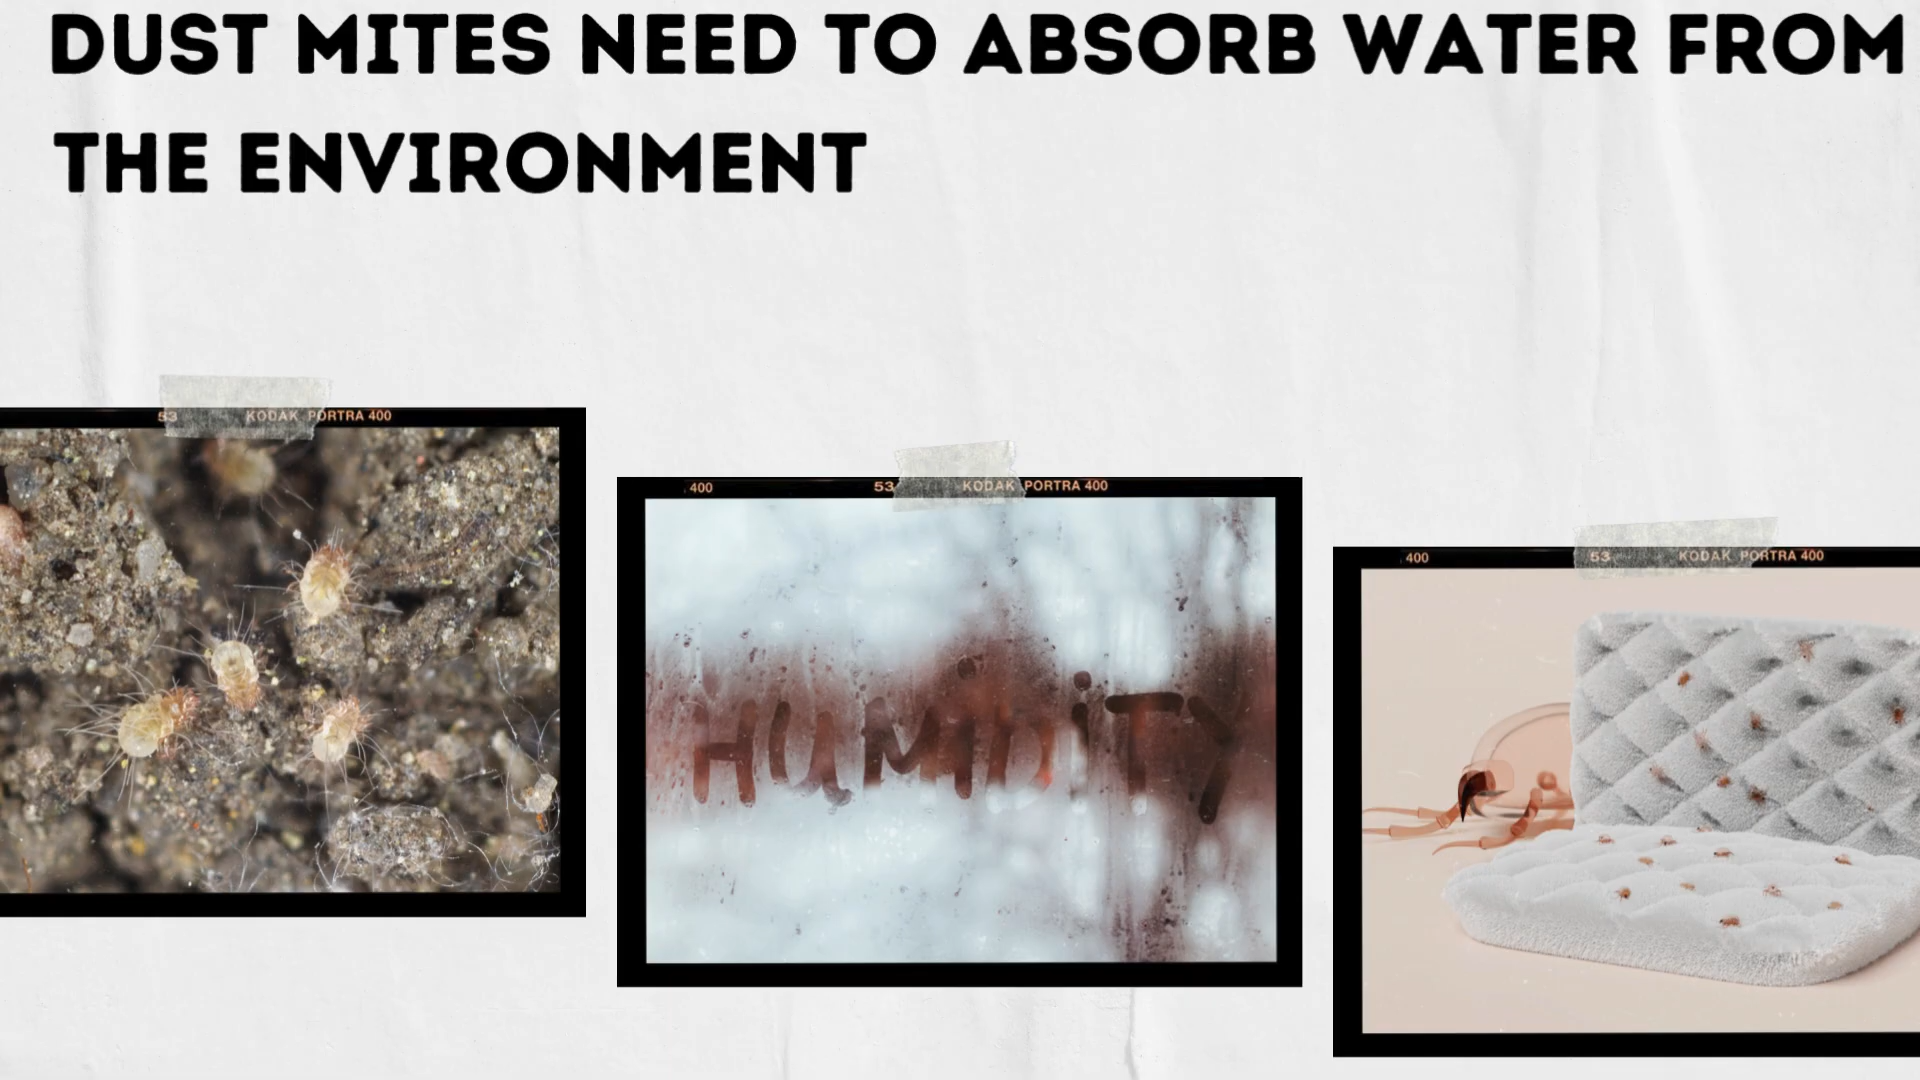 DUST MITES NEED TO ABSORB WATER FROM
THE ENVIRONMENT
53 KODAK PORTRA 400
400 53 KODAK PORTRA 400
HUMiDiTY
400 53 KODAK PORTRA 400